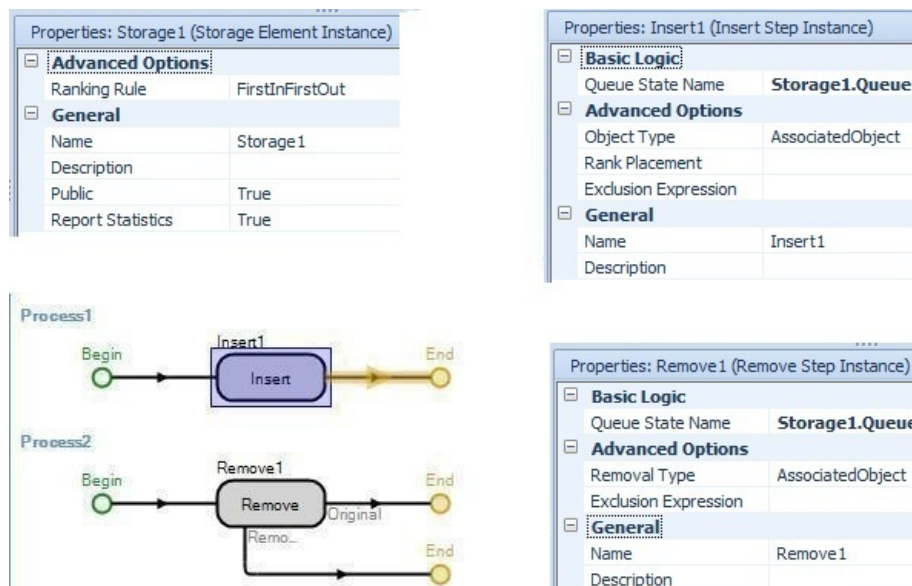 Properties: Storage1 (Storage Element Instance)
Advanced Options
Ranking Rule FirstInFirstOut
General
Name Storage1
Description
Public True
Report Statistics True
Properties: Insert1 (Insert Step Instance)
Basic Logic
Queue State Name Storage1.Queue
Advanced Options
Object Type AssociatedObject
Rank Placement
Exclusion Expression
General
Name Insert1
Description
Process1
Begin
Insert1
Insert
End
Process2
Begin
Remove1
Remove
Original
End
Remo...
End
Properties: Remove1 (Remove Step Instance)
Basic Logic
Queue State Name Storage1.Queue
Advanced Options
Removal Type AssociatedObject
Exclusion Expression
General
Name Remove1
Description